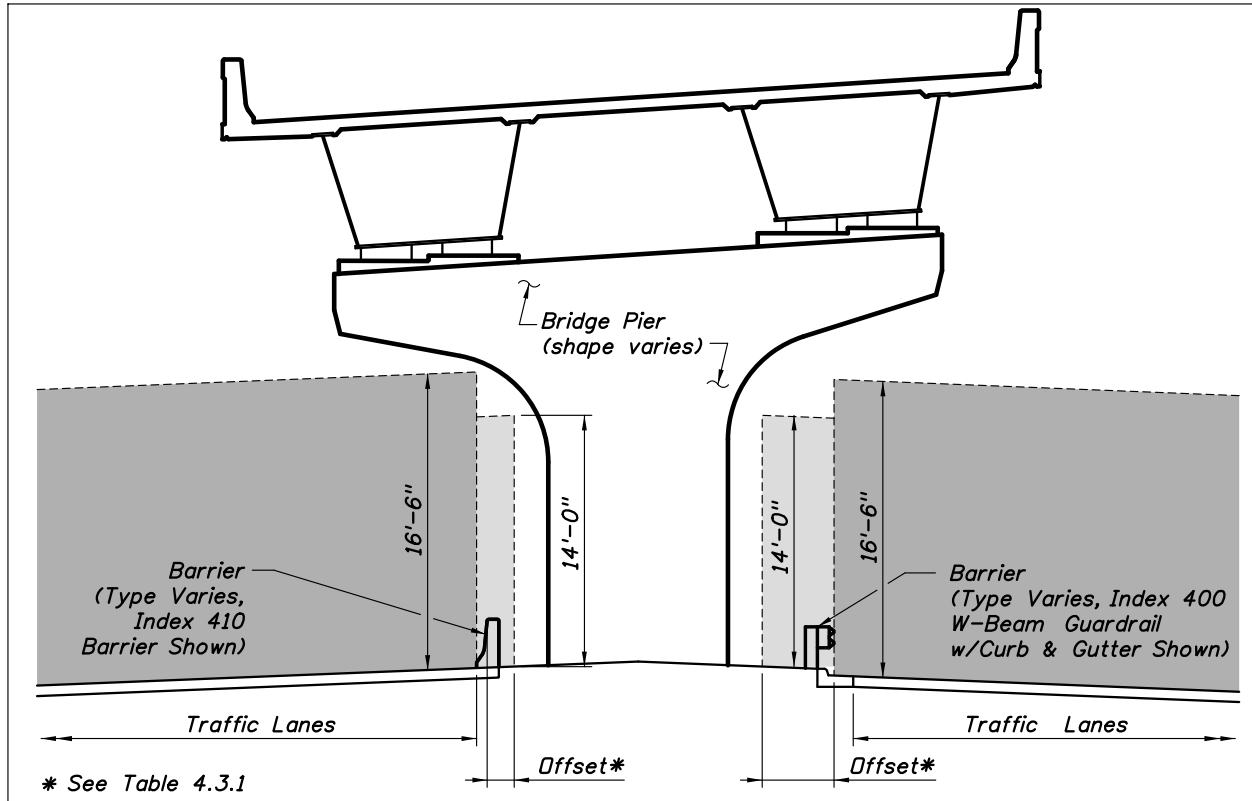 Bridge Pier
(shape varies)
16'-6"
14'-0"
14'-0"
16'-6"
Barrier
(Type Varies,
Index 410
Barrier Shown)
Barrier
(Type Varies, Index 400
W-Beam Guardrail
w/Curb & Gutter Shown)
Traffic Lanes
Traffic Lanes
Offset*
Offset*
* See Table 4.3.1